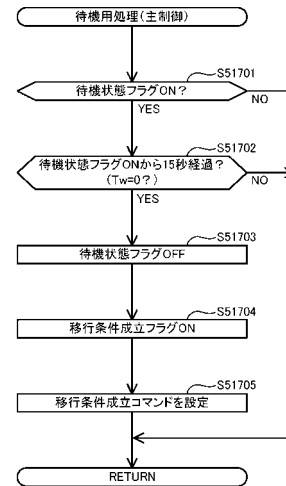 待機用処理(主制御)
S51701
待機状態フラグON?
NO
YES
S51702
待機状態フラグONから15秒経過?
(Tw=0?)
NO
YES
S51703
待機状態フラグOFF
S51704
移行条件成立フラグON
S51705
移行条件成立コマンドを設定
RETURN